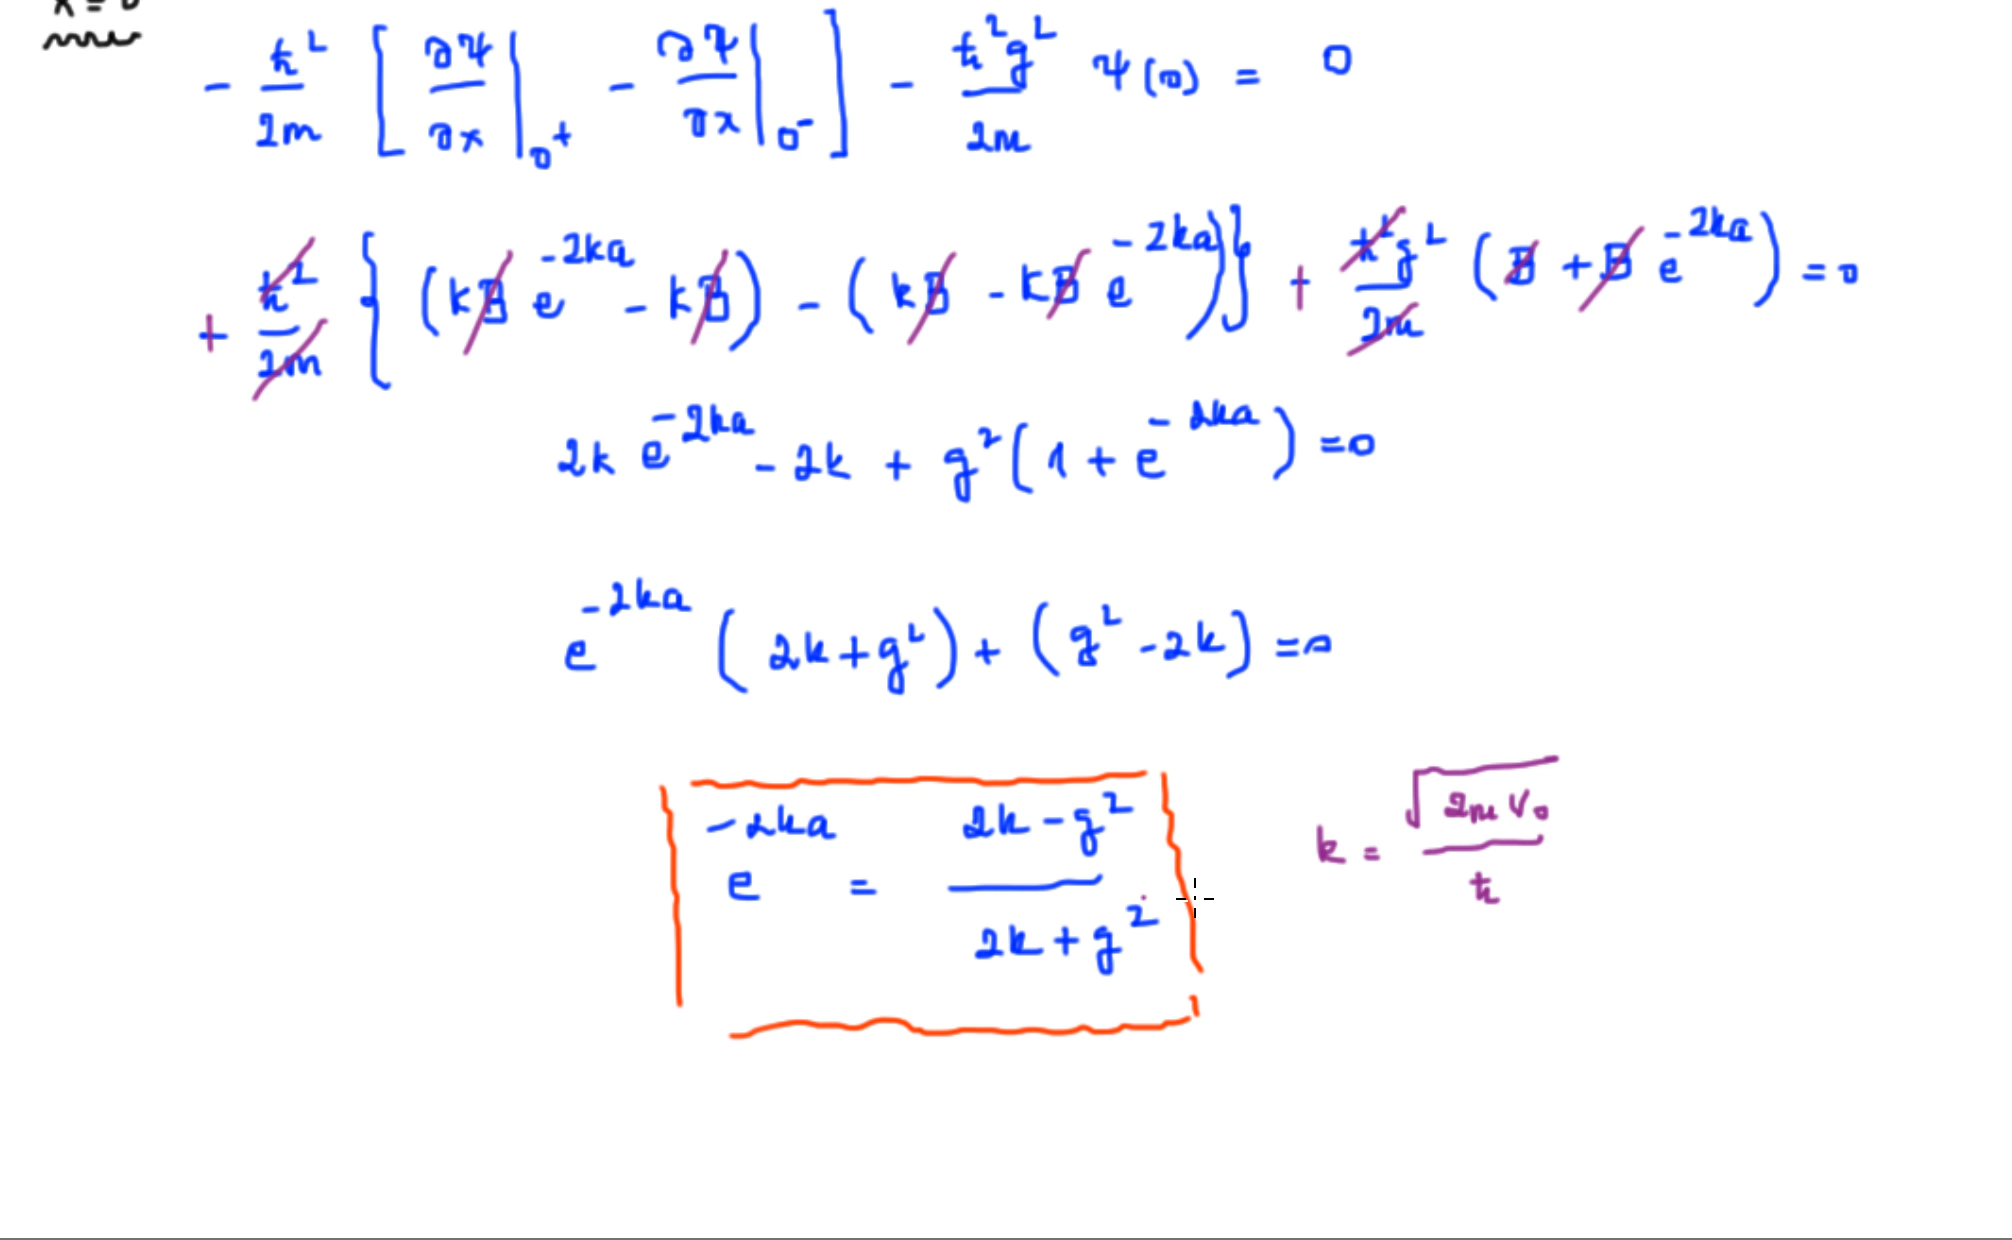 x = 0
- ħ²/2m [ ∂ψ/∂x |₀⁺ - ∂ψ/∂x |₀⁻ ] - ħ²g²/2m ψ(0) = 0
+ ħ²/2m { (kB e^{-2ka} - kB) - (kB - kB e^{-2ka}) } + ħ²g²/2m (B + B e^{-2ka}) = 0
2k e^{-2ka} - 2k + g² (1 + e^{-2ka}) = 0
e^{-2ka} (2k + g²) + (g² - 2k) = 0
e^{-2ka} = (2k - g²)/(2k + g²)
k = √(2mV₀)/ħ